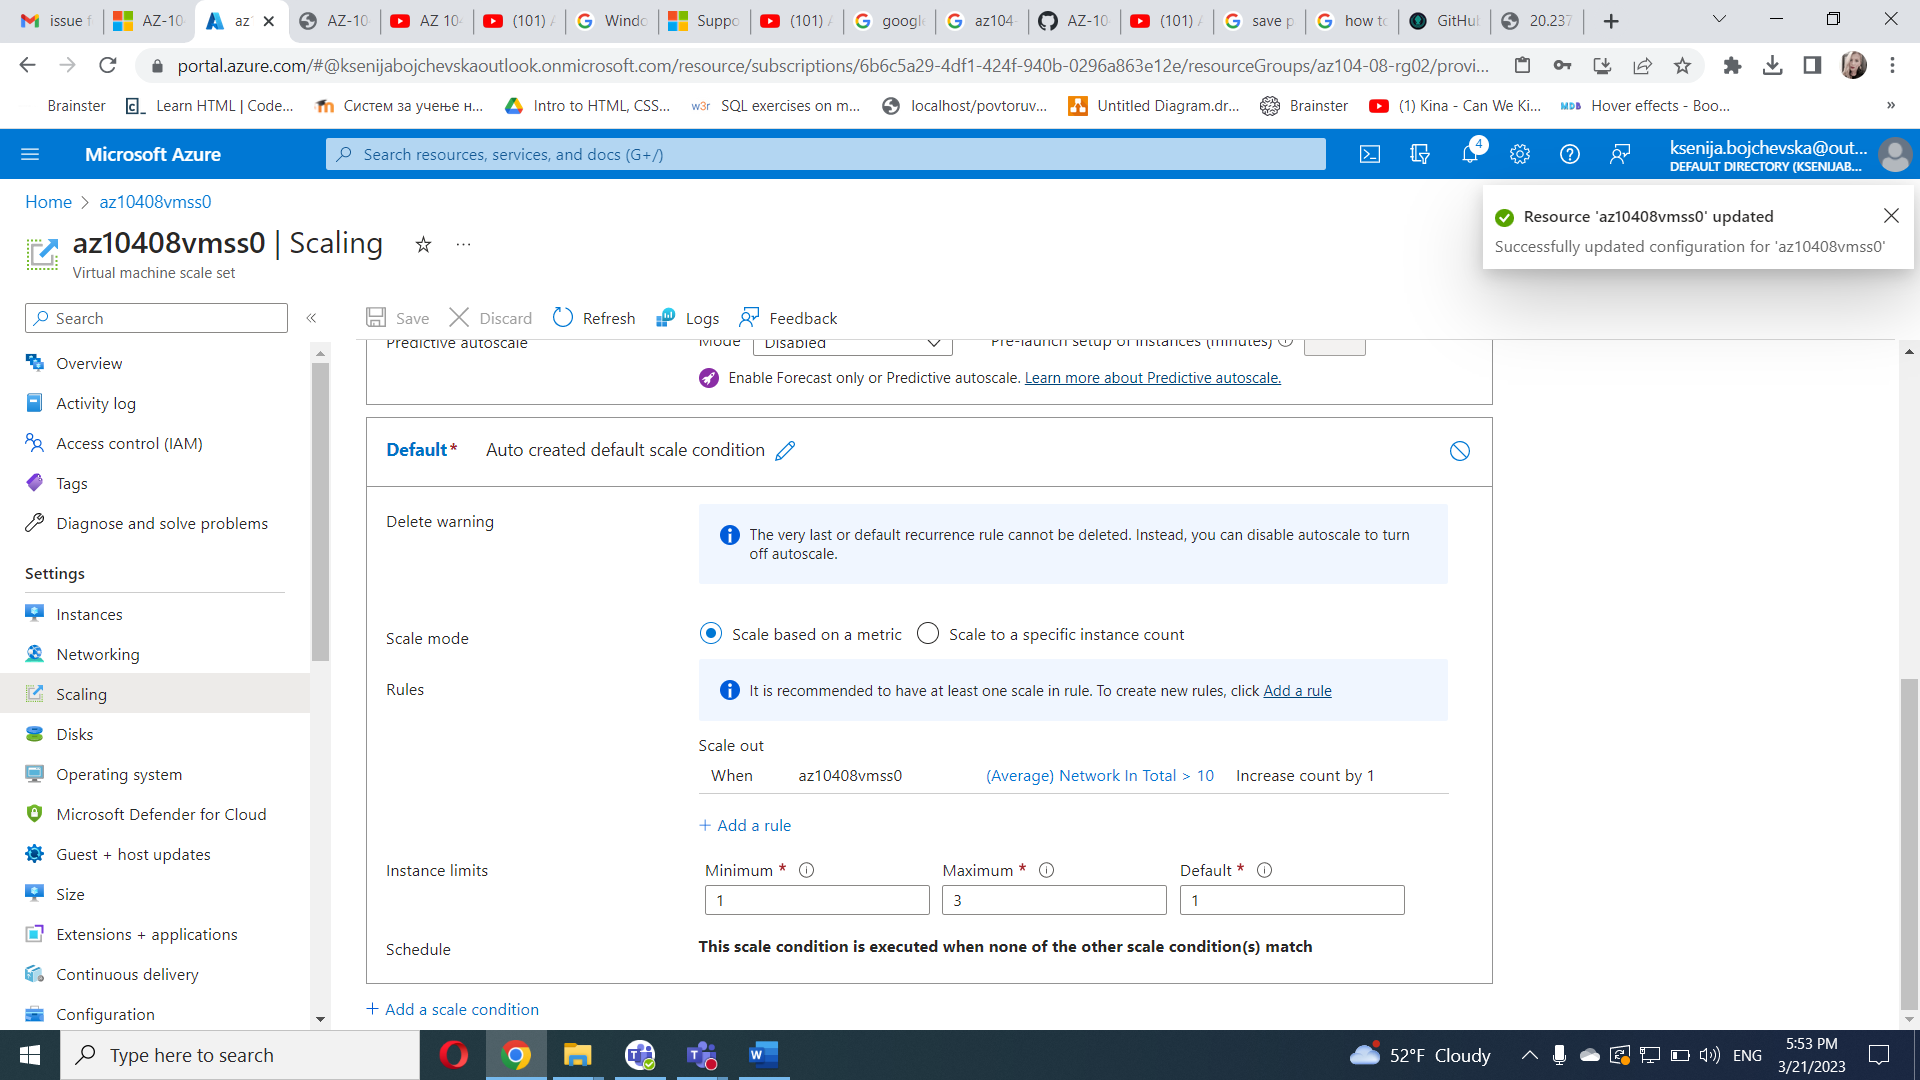 issue f
AZ-10
az
AZ-10
AZ 10
(101) A
Windo
Suppo
(101) A
google
az104-
AZ-10
(101) A
save p
how to
GitHub
20.237
portal.azure.com/#@ksenijabojchevskaoutlook.onmicrosoft.com/resource/subscriptions/6b6c5a29-4df1-424f-940b-0296a863e12e/resourceGroups/az104-08-rg02/provi...
Brainster
Learn HTML | Code...
Систем за учење н...
Intro to HTML, CSS...
SQL exercises on m...
localhost/povtoruv...
Untitled Diagram.dr...
Brainster
(1) Kina - Can We Ki...
Hover effects - Boo...
»
Microsoft Azure
Search resources, services, and docs (G+/)
4
ksenija.bojchevska@out...
DEFAULT DIRECTORY (KSENIJAB...
Home > az10408vmss0
Resource 'az10408vmss0' updated
Successfully updated configuration for 'az10408vmss0'
az10408vmss0 | Scaling
Virtual machine scale set
Search
Save
Discard
Refresh
Logs
Feedback
Overview
Activity log
Access control (IAM)
Tags
Diagnose and solve problems
Settings
Instances
Networking
Scaling
Disks
Operating system
Microsoft Defender for Cloud
Guest + host updates
Size
Extensions + applications
Continuous delivery
Configuration
Predictive autoscale
Mode Disabled
Pre-launch setup of instances (minutes)
Enable Forecast only or Predictive autoscale. Learn more about Predictive autoscale.
Default* Auto created default scale condition
Delete warning
The very last or default recurrence rule cannot be deleted. Instead, you can disable autoscale to turn
off autoscale.
Scale mode
Scale based on a metric
Scale to a specific instance count
Rules
It is recommended to have at least one scale in rule. To create new rules, click Add a rule
Scale out
When az10408vmss0 (Average) Network In Total > 10 Increase count by 1
+ Add a rule
Instance limits
Minimum *
Maximum *
Default *
1
3
1
Schedule
This scale condition is executed when none of the other scale condition(s) match
+ Add a scale condition
Type here to search
52°F Cloudy
ENG
5:53 PM
3/21/2023